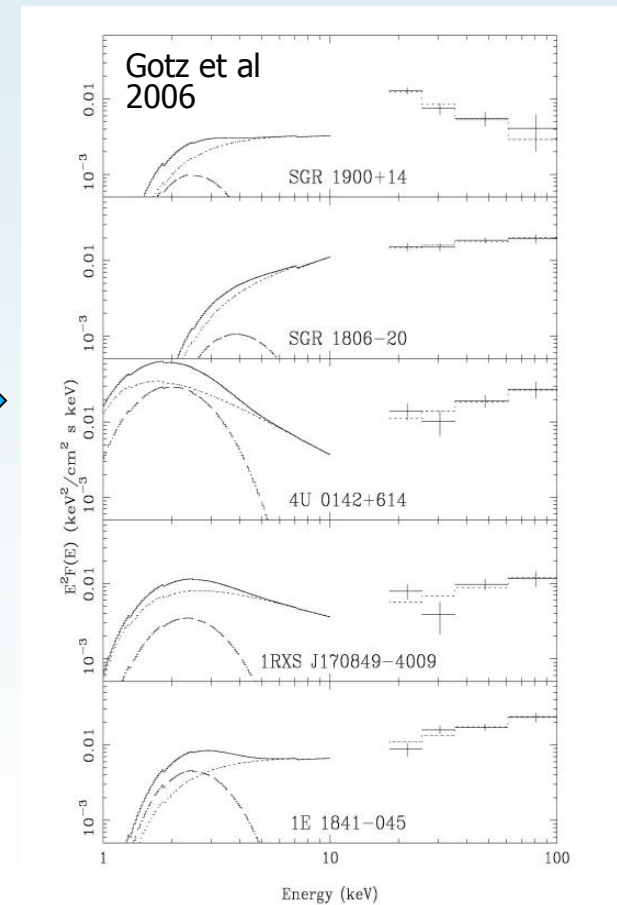 Gotz et al
2006
0.01
10⁻³
SGR 1900+14
0.01
10⁻³
SGR 1806−20
E²F(E) (keV²/cm² s keV)
0.01
10⁻³
4U 0142+614
0.01
10⁻³
1RXS J170849−4009
0.01
10⁻³
1E 1841−045
1
10
100
Energy (keV)